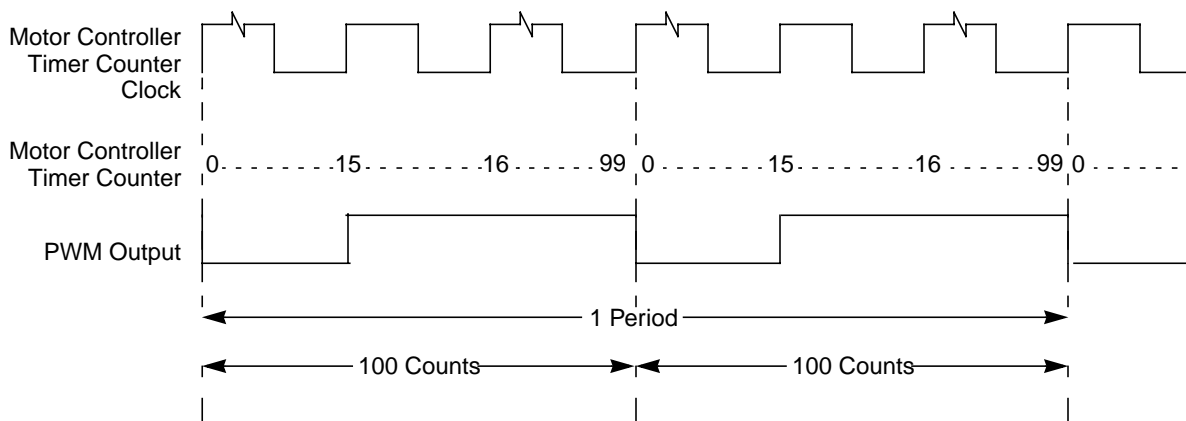 Motor Controller
Timer Counter
Clock
Motor Controller
Timer Counter
0 15 16 99 0 15 16 99 0
PWM Output
1 Period
100 Counts 100 Counts